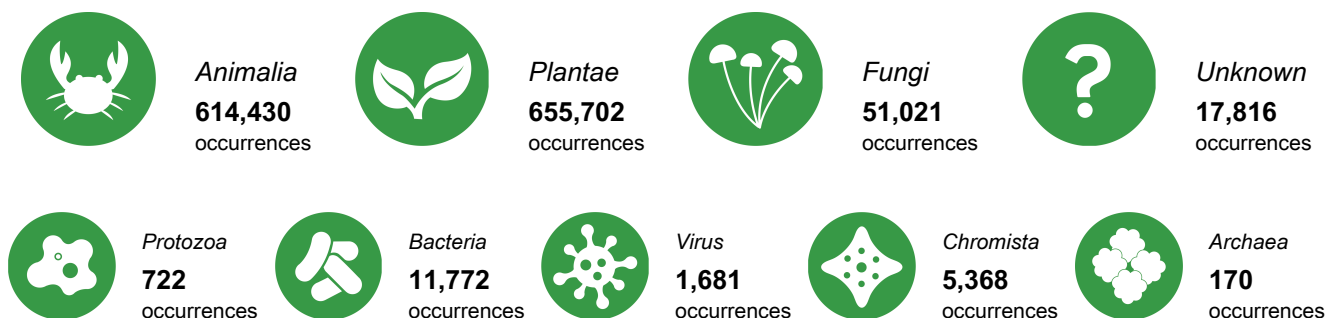 Animalia
614,430
occurrences
Plantae
655,702
occurrences
Fungi
51,021
occurrences
?
Unknown
17,816
occurrences
Protozoa
722
occurrences
Bacteria
11,772
occurrences
Virus
1,681
occurrences
Chromista
5,368
occurrences
Archaea
170
occurrences